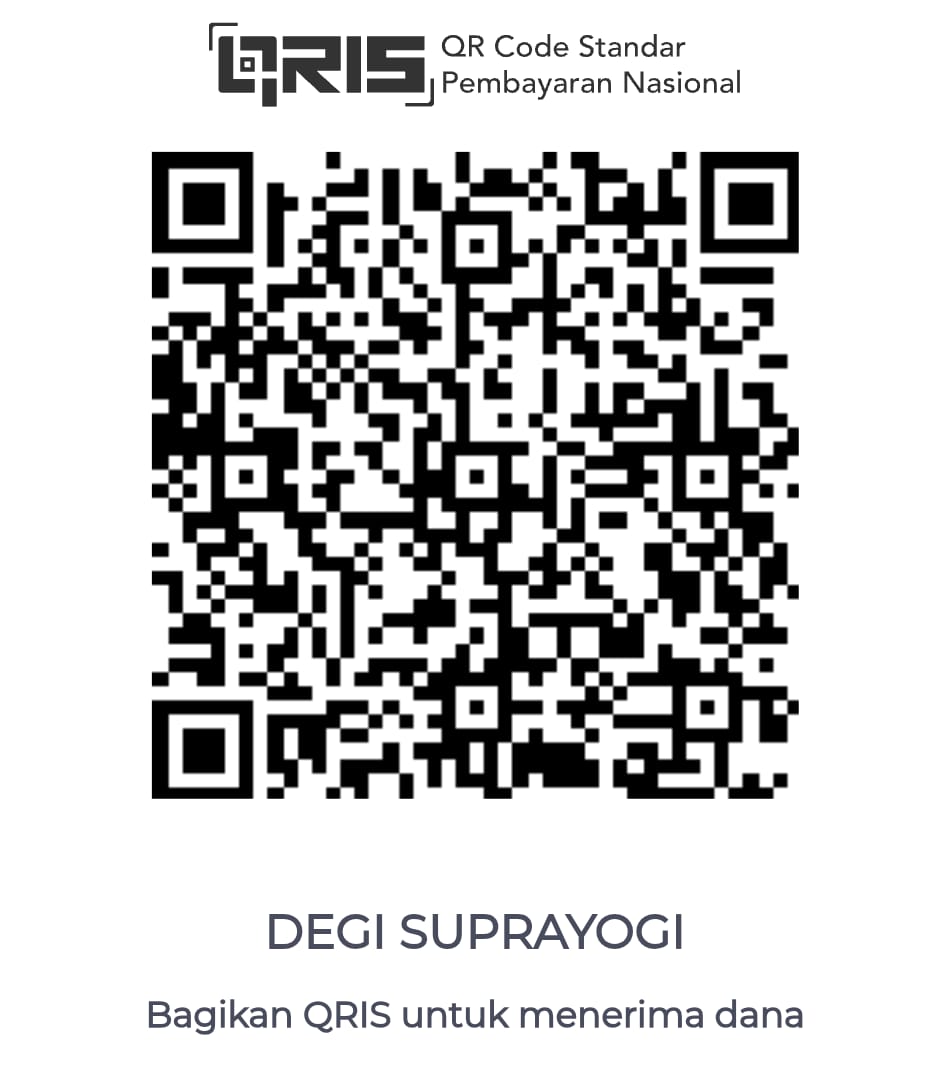 QRIS
QR Code Standar
Pembayaran Nasional
DEGI SUPRAYOGI
Bagikan QRIS untuk menerima dana